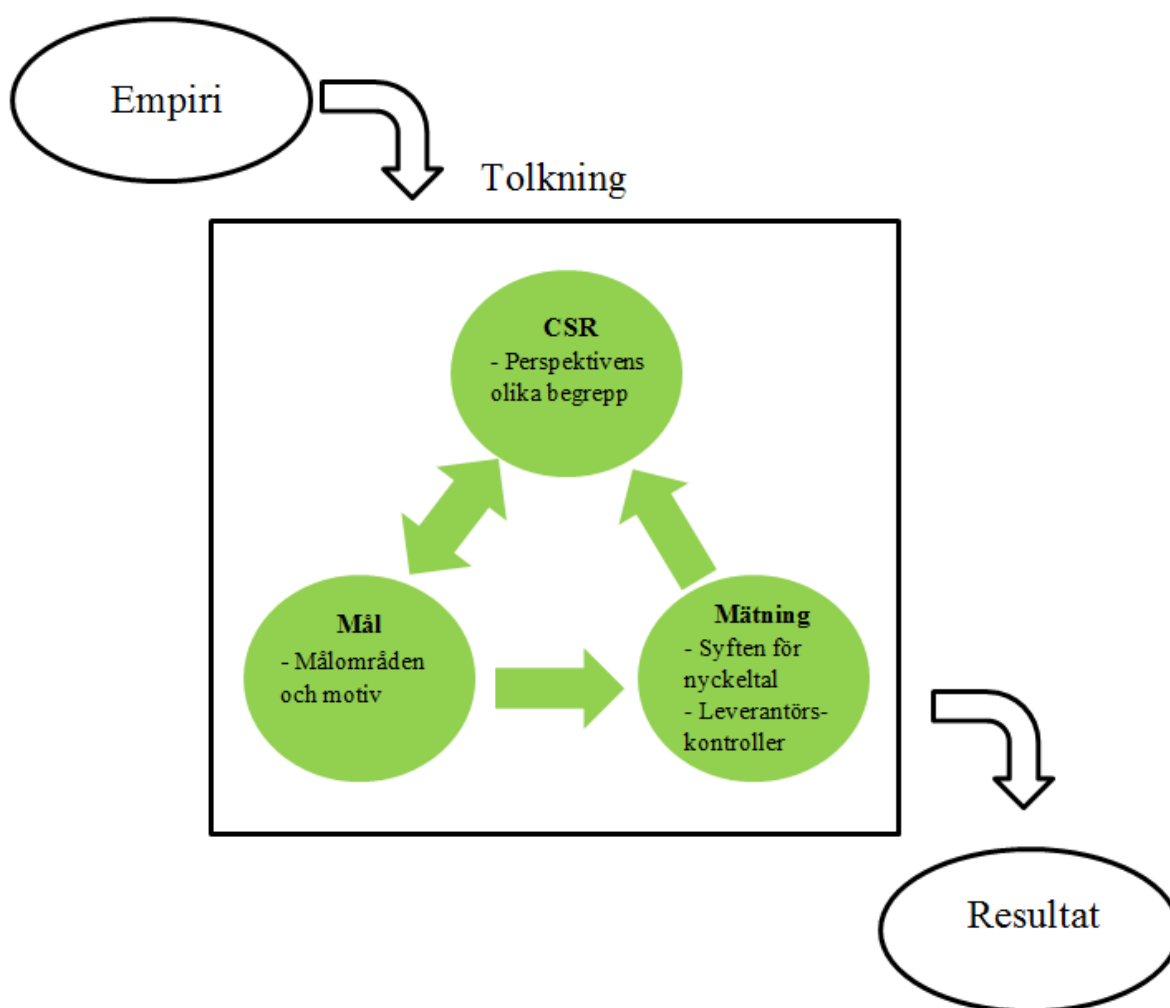 Empiri
Tolkning
CSR
- Perspektivens
olika begrepp
Mål
- Målområden
och motiv
Mätning
- Syften för
nyckeltal
- Leverantörs-
kontroller
Resultat